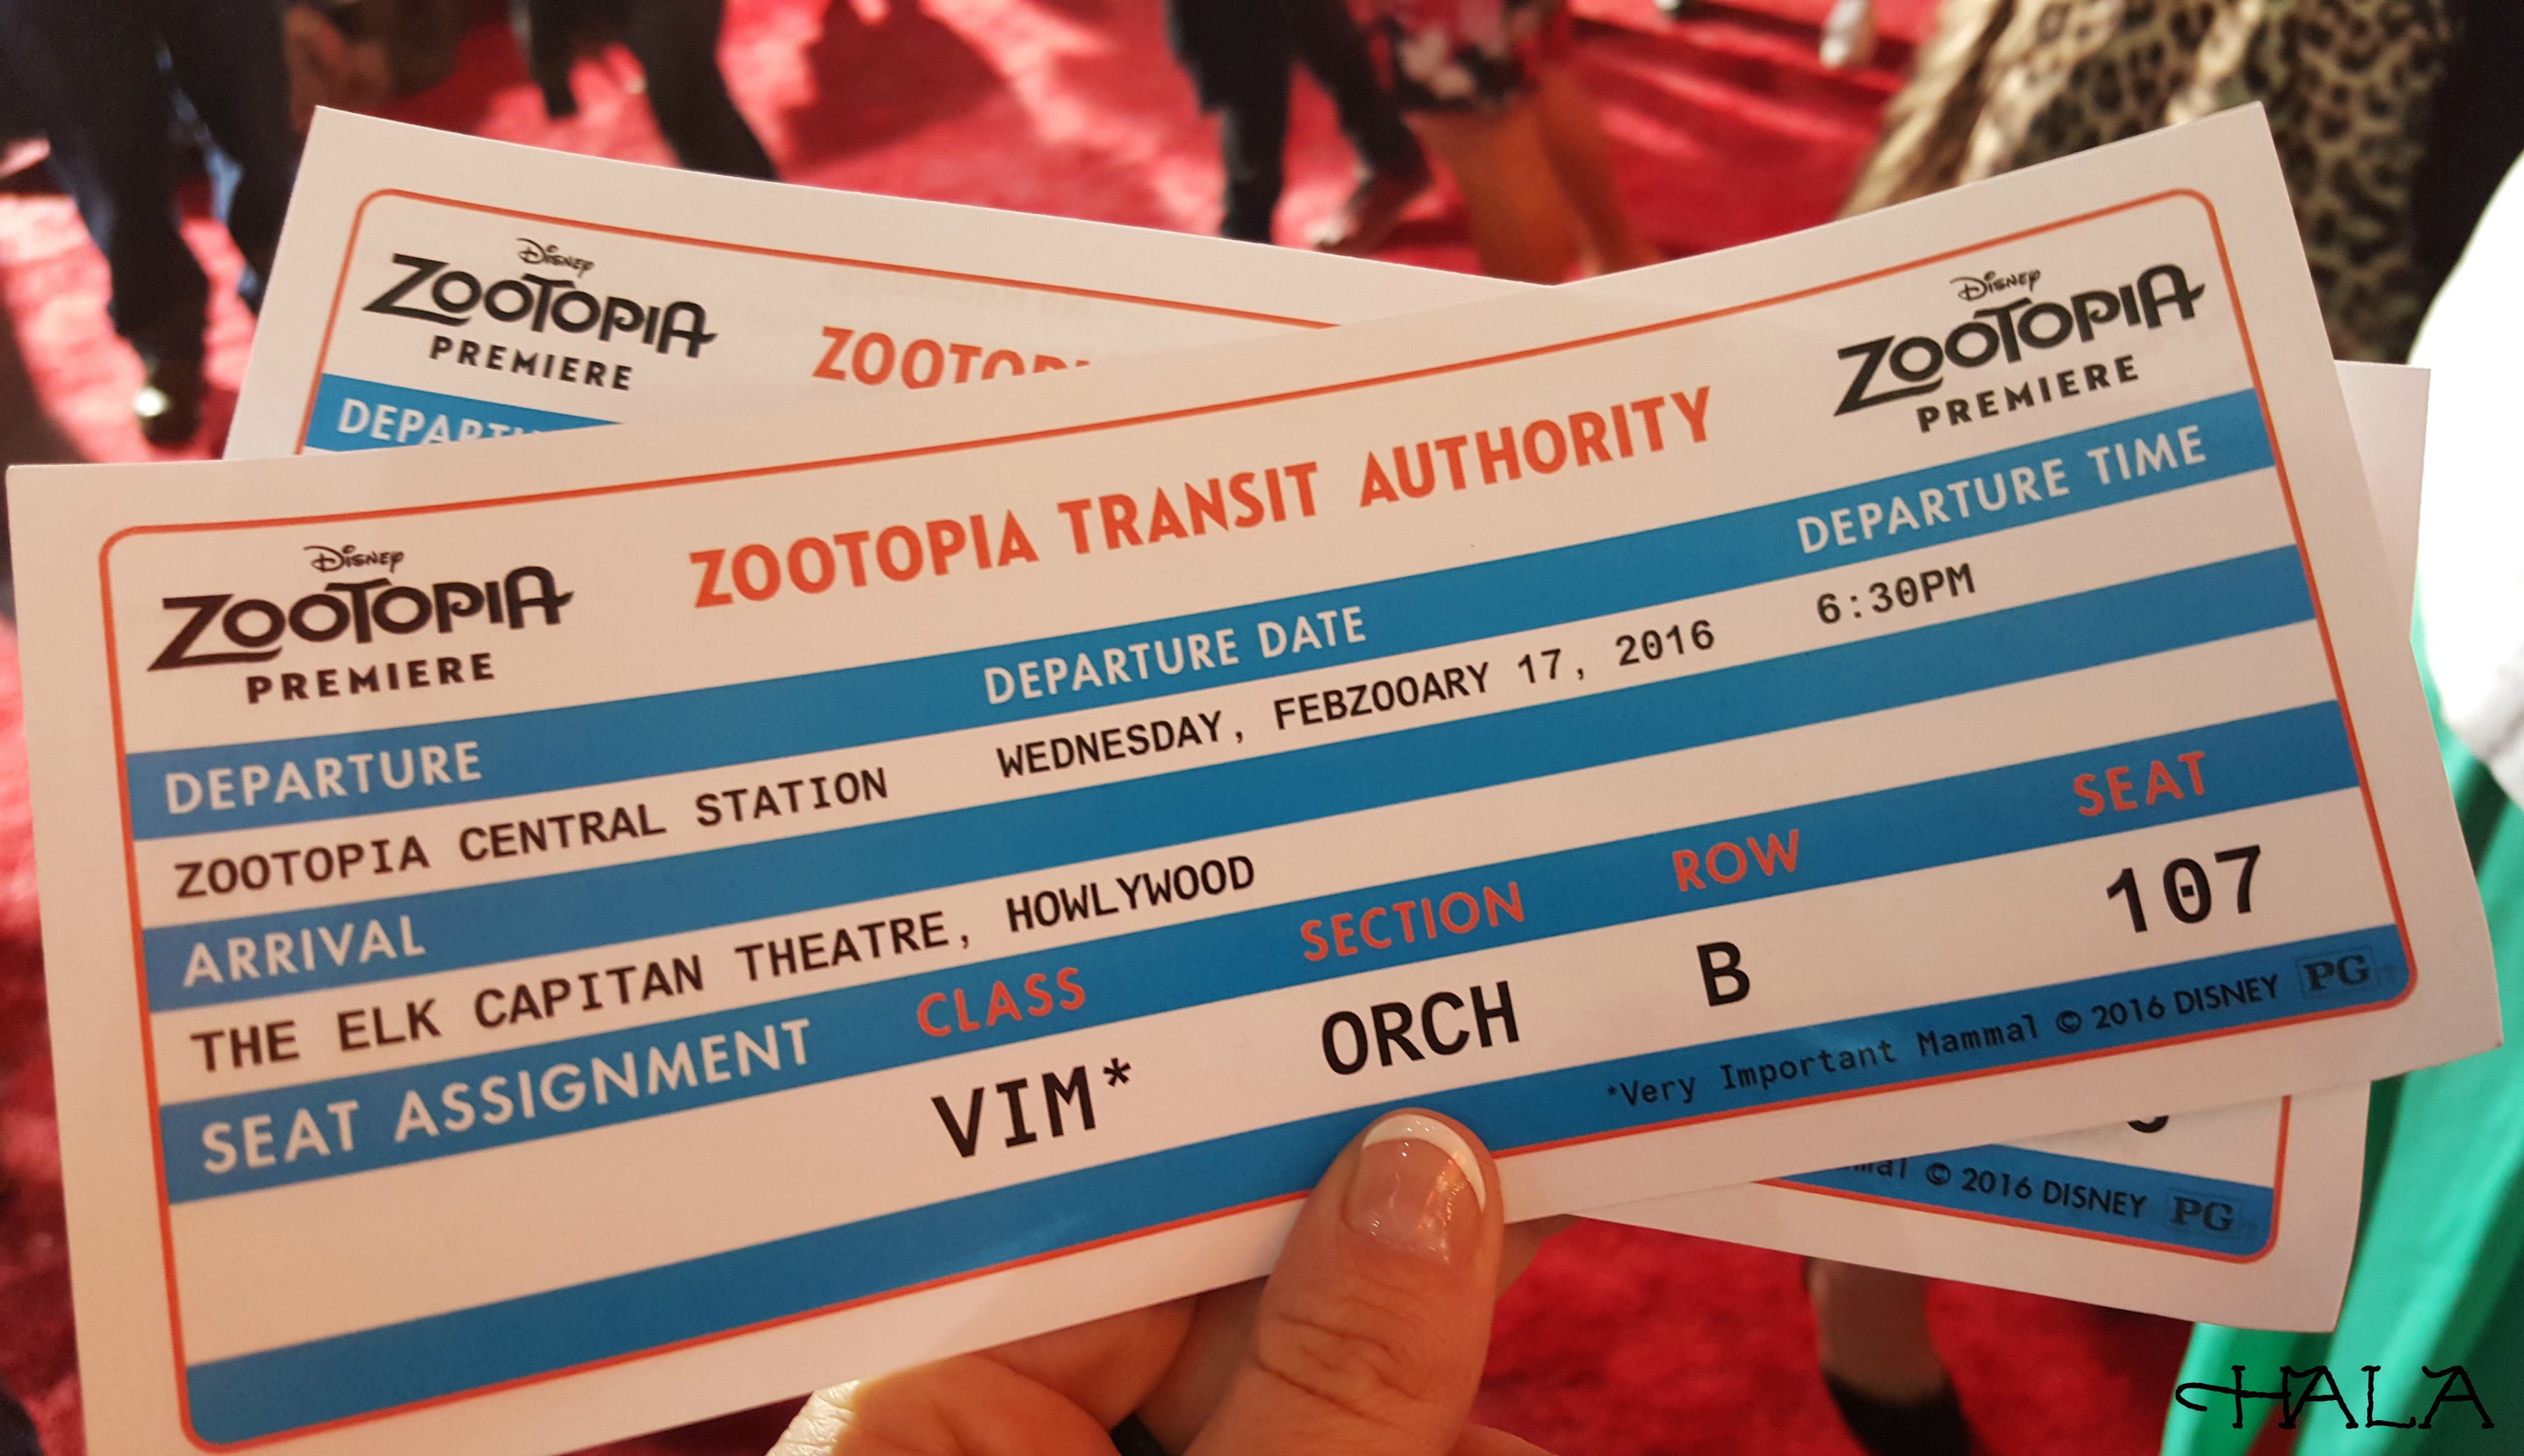 Disney
ZOOTOPIA
PREMIERE
DEPARTU
Disney
ZOOTOPIA
PREMIERE
ZOOTOPIA TRANSIT AUTHORITY
Disney
ZOOTOPIA
PREMIERE
DEPARTURE DEPARTURE DATE DEPARTURE TIME
ZOOTOPIA CENTRAL STATION WEDNESDAY, FEBZOOARY 17, 2016 6:30PM
ARRIVAL
THE ELK CAPITAN THEATRE, HOWLYWOOD
SEAT ASSIGNMENT CLASS SECTION ROW SEAT
VIM* ORCH B 107
*Very Important Mammal © 2016 DISNEY PG
© 2016 DISNEY PG
HALA